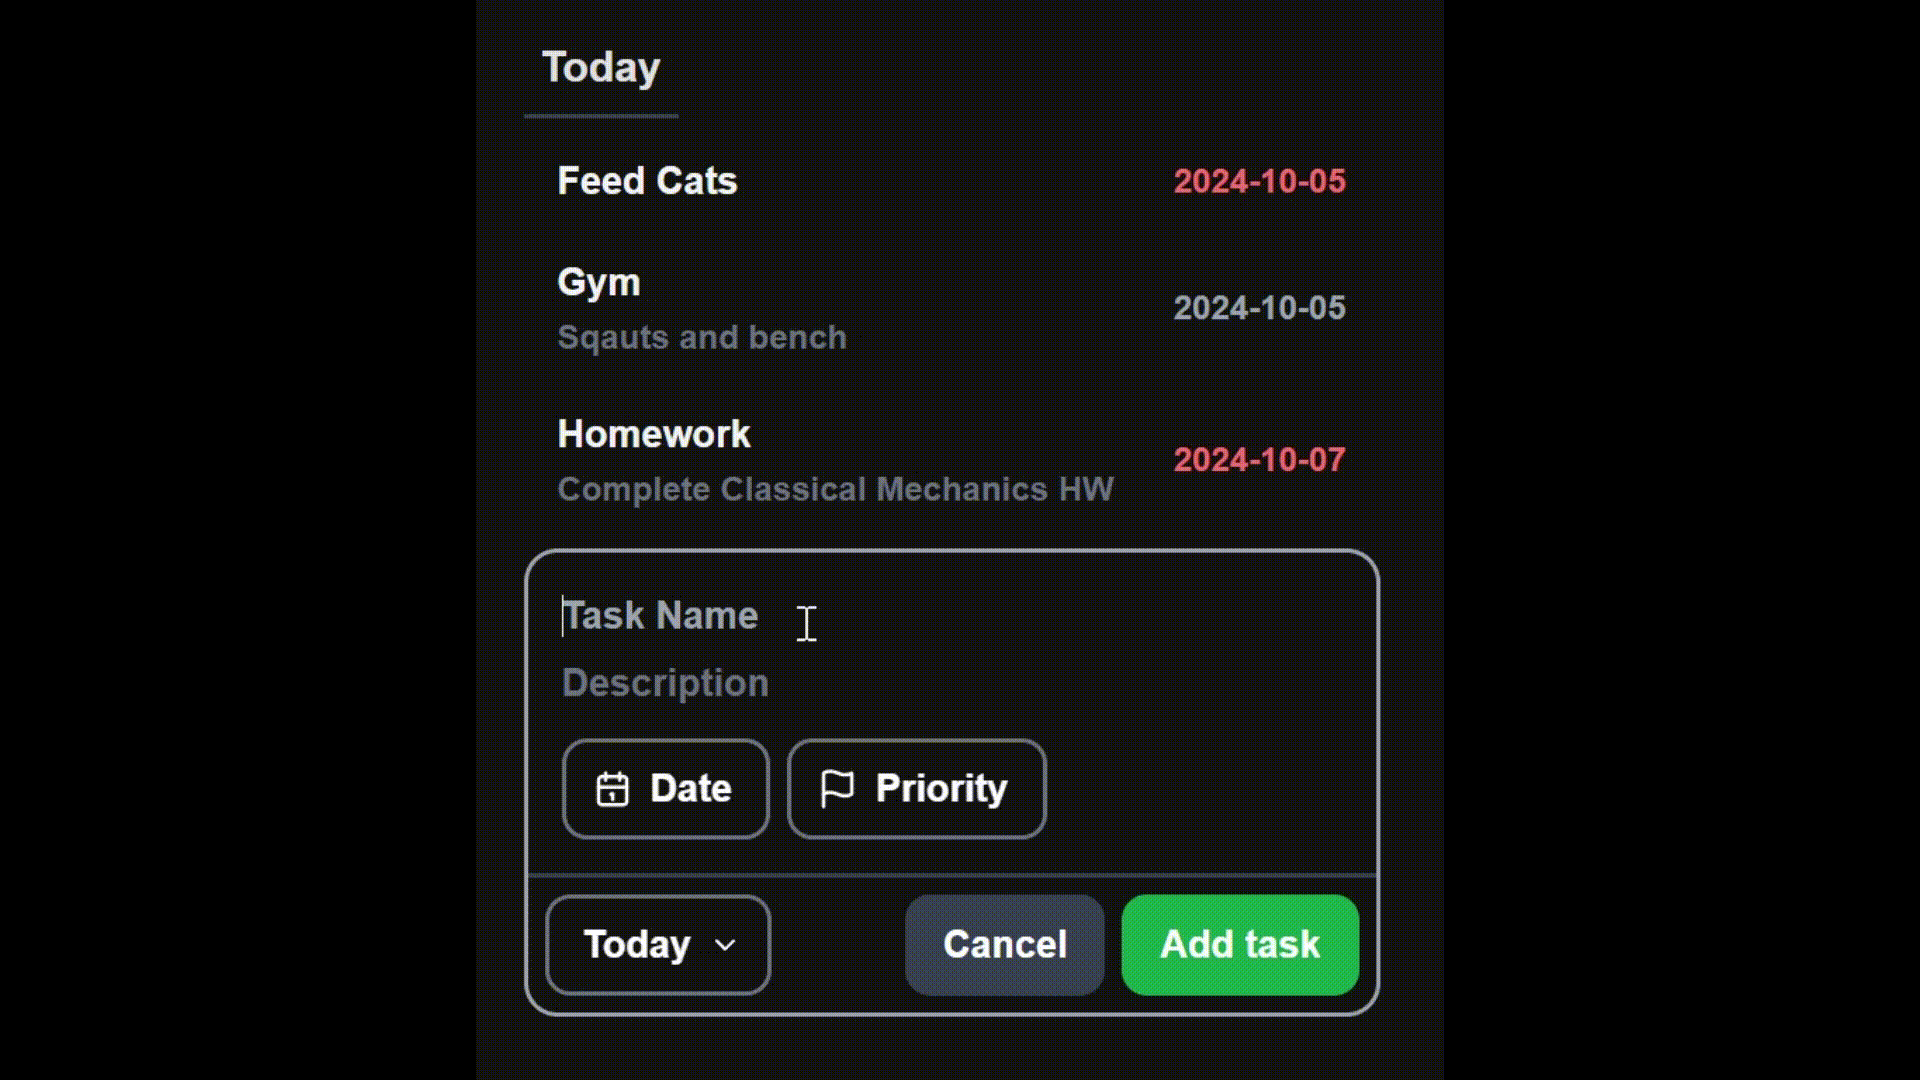 Today
Feed Cats 2024-10-05
Gym
2024-10-05
Sqauts and bench
Homework
2024-10-07
Complete Classical Mechanics HW
Task Name
Description
Date Priority
Today Cancel Add task